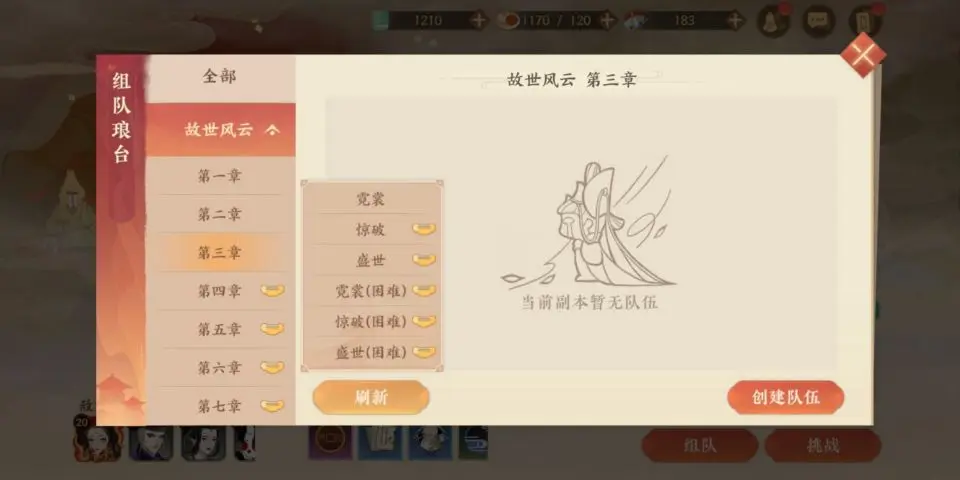 1210
1170 / 120
183
组队琅台
全部
故世风云
第一章
第二章
第三章
第四章
第五章
第六章
第七章
故世风云 第三章
霓裳
惊破
盛世
霓裳(困难)
惊破(困难)
盛世(困难)
当前副本暂无队伍
刷新
创建队伍
20
组队
挑战